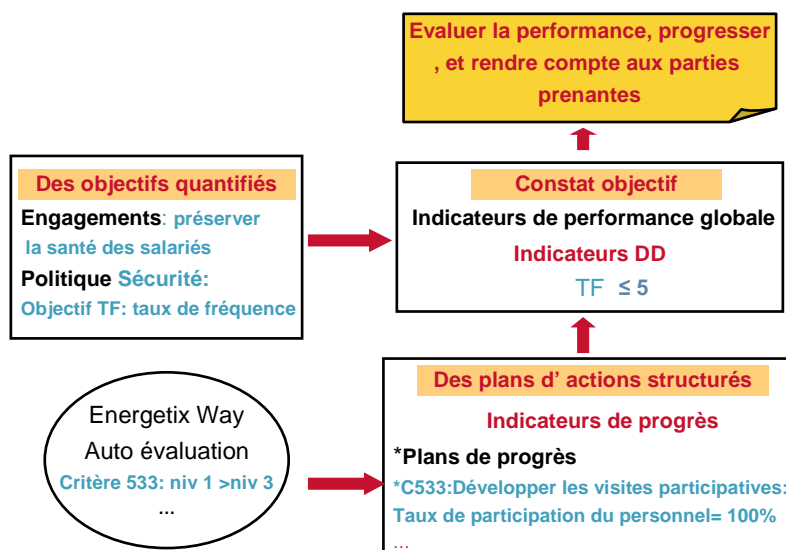 Evaluer la performance, progresser
, et rendre compte aux parties
prenantes
Des objectifs quantifiés
Engagements: préserver
la santé des salariés
Politique Sécurité:
Objectif TF: taux de fréquence
Constat objectif
Indicateurs de performance globale
Indicateurs DD
TF ≤ 5
Energetix Way
Auto évaluation
Critère 533: niv 1 >niv 3
...
Des plans d' actions structurés
Indicateurs de progrès
*Plans de progrès
*C533:Développer les visites participatives:
Taux de participation du personnel= 100%
...